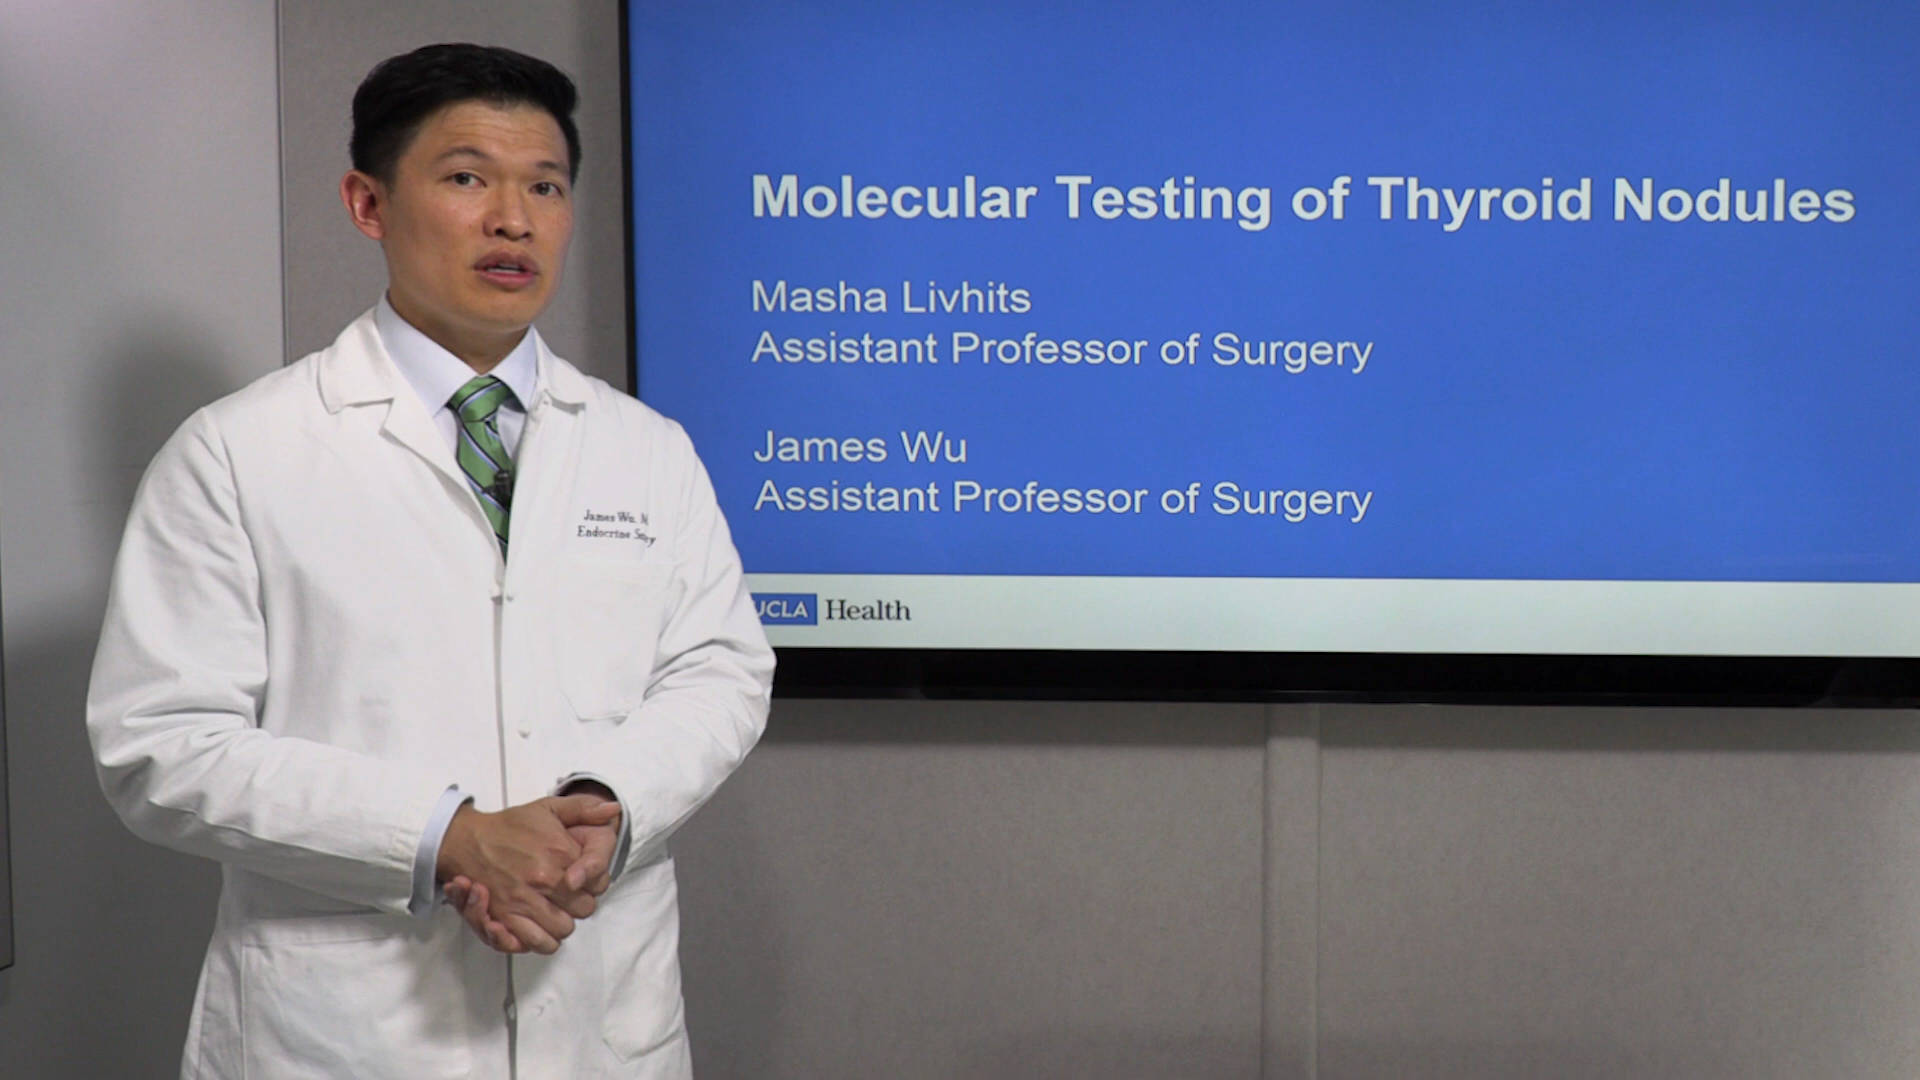 Molecular Testing of Thyroid Nodules
Masha Livhits
Assistant Professor of Surgery
James Wu
Assistant Professor of Surgery
UCLA Health
James Wu,
Endocrine Surgery